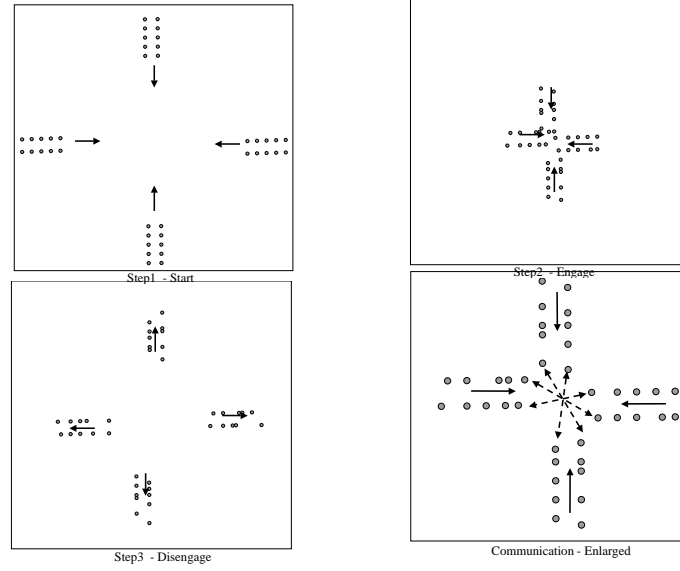 Step1 - Start
Step2 - Engage
Step3 - Disengage
Communication - Enlarged